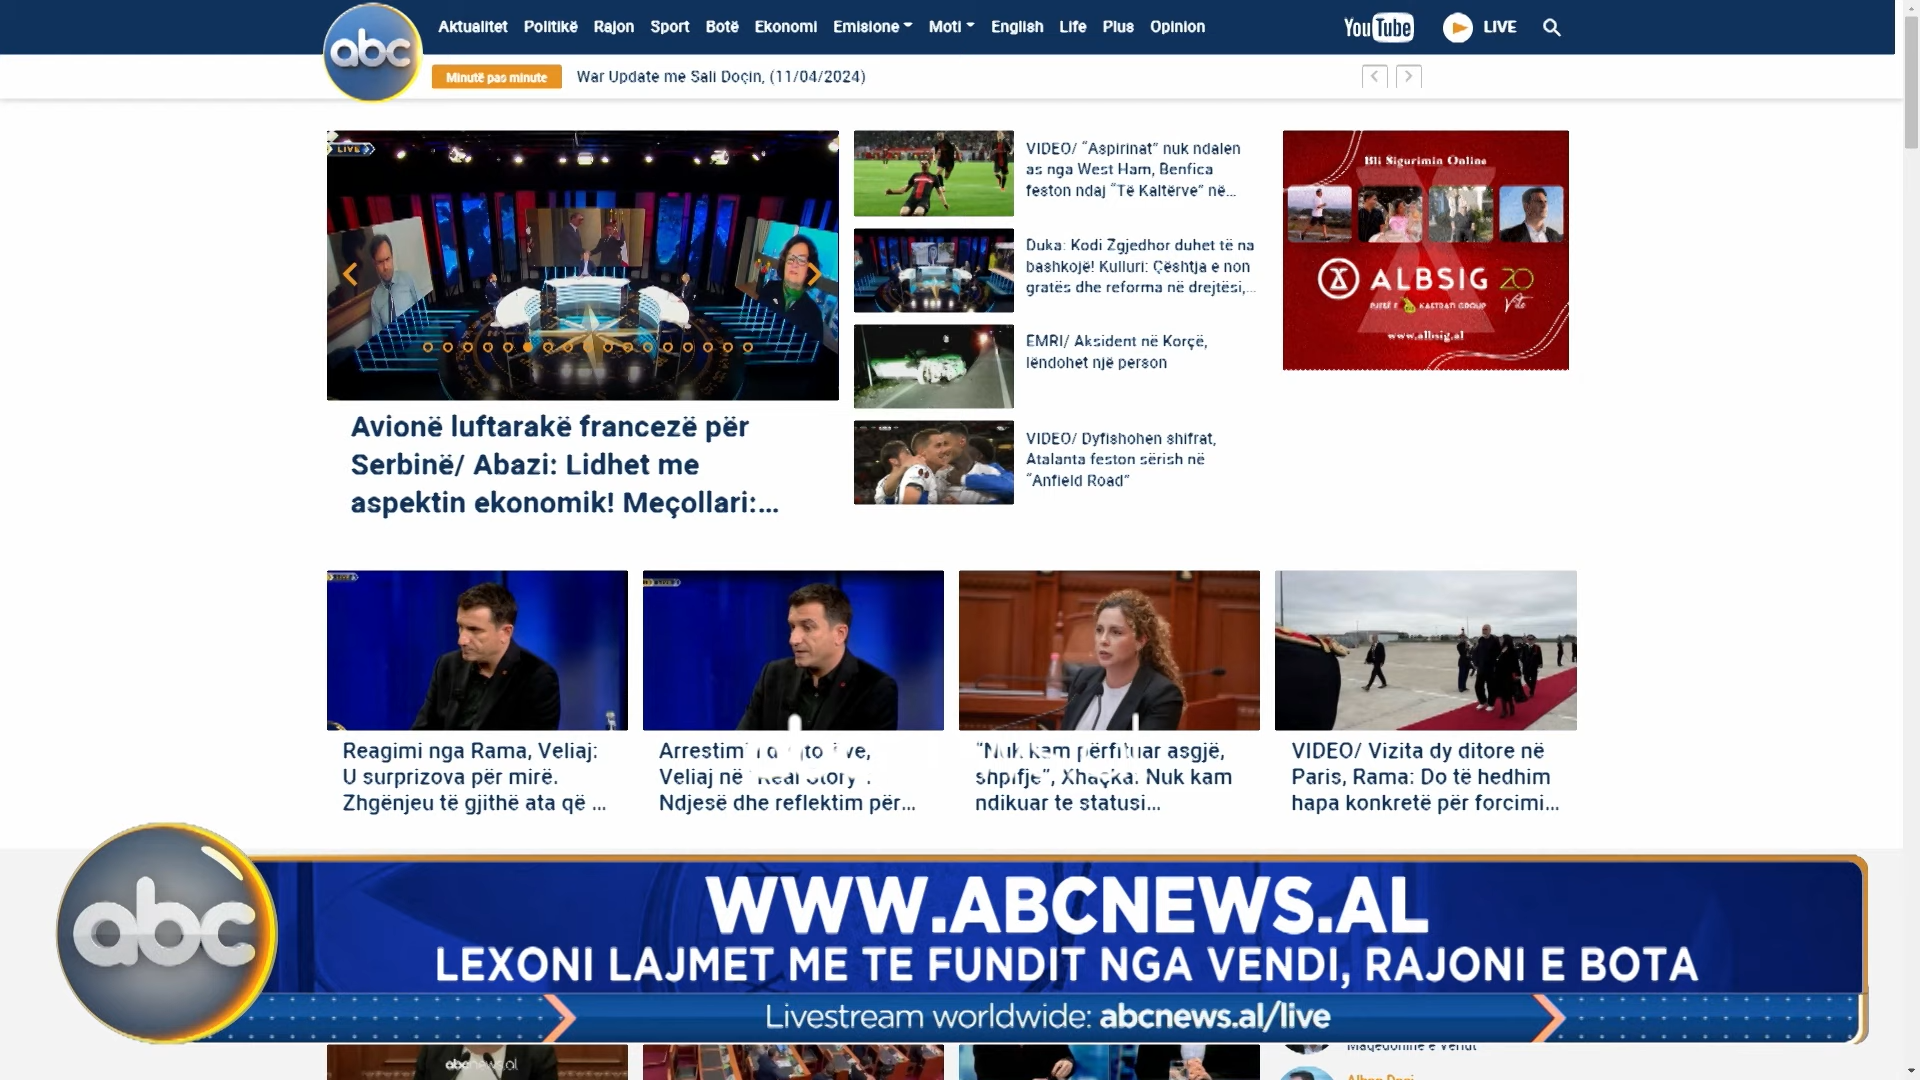 abc
Aktualitet Politikë Rajon Sport Botë Ekonomi Emisione Moti English Life Plus Opinion
YouTube LIVE
Minutë pas minute War Update me Sali Doçin, (11/04/2024)
LIVE
Avionë luftarakë francezë për
Serbinë/ Abazi: Lidhet me
aspektin ekonomik! Meçollari:...
VIDEO/ “Aspirinat” nuk ndalen
as nga West Ham, Benfica
feston ndaj “Të Kaltërve” në...
Duka: Kodi Zgjedhor duhet të na
bashkojë! Kulluri: Çështja e non
gratës dhe reforma në drejtësi,...
EMRI/ Aksident në Korçë,
lëndohet një person
VIDEO/ Dyfishohen shifrat,
Atalanta feston sërish në
“Anfield Road”
Bli Sigurimin Online
ALBSIG 20 Vite
PJESË E KASTRATI GROUP
www.albsig.al
Reagimi nga Rama, Veliaj:
U surprizova për mirë.
Zhgënjeu të gjithë ata që ...
Veliaj në “Real Story”:
Ndjesë dhe reflektim për...
“Nuk kam përfituar asgjë,
shpifje”, Xhaçka: Nuk kam
ndikuar te statusi...
VIDEO/ Vizita dy ditore në
Paris, Rama: Do të hedhim
hapa konkretë për forcimi...
abc
WWW.ABCNEWS.AL
LEXONI LAJMET ME TE FUNDIT NGA VENDI, RAJONI E BOTA
Livestream worldwide: abcnews.al/live
abcnews.al